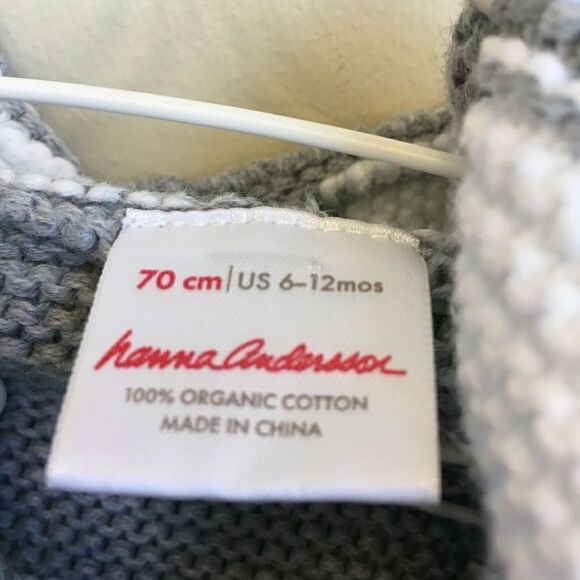 70 cm | US 6–12mos
hanna Andersson
100% ORGANIC COTTON
MADE IN CHINA